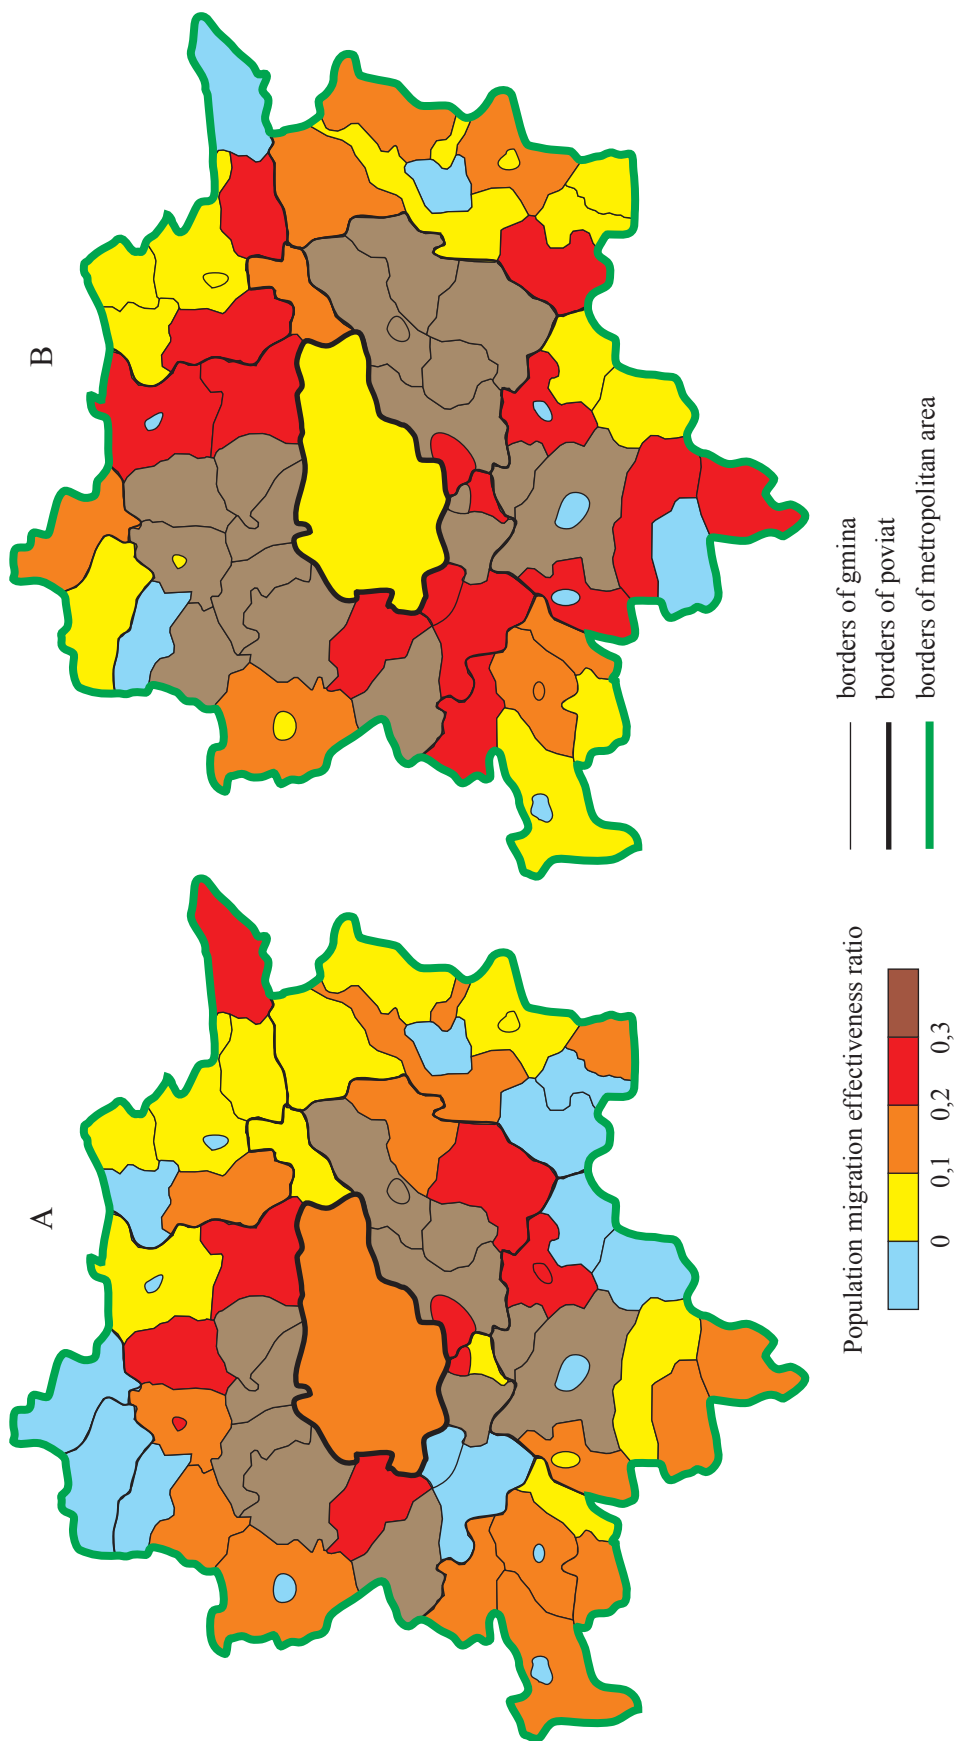 A
B
Population migration effectiveness ratio
0
0,1
0,2
0,3
borders of gmina
borders of poviat
borders of metropolitan area